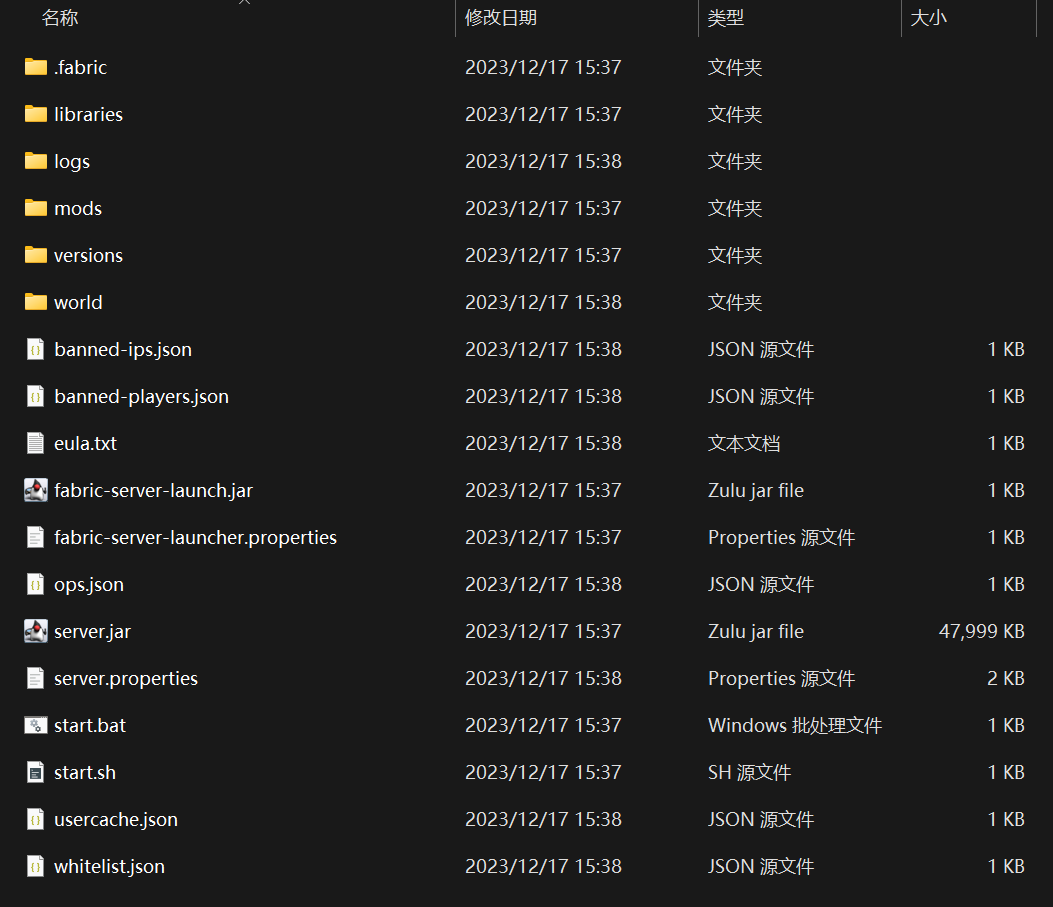 名称 修改日期 类型 大小
.fabric 2023/12/17 15:37 文件夹
libraries 2023/12/17 15:37 文件夹
logs 2023/12/17 15:38 文件夹
mods 2023/12/17 15:37 文件夹
versions 2023/12/17 15:37 文件夹
world 2023/12/17 15:38 文件夹
banned-ips.json 2023/12/17 15:38 JSON 源文件 1 KB
banned-players.json 2023/12/17 15:38 JSON 源文件 1 KB
eula.txt 2023/12/17 15:38 文本文档 1 KB
fabric-server-launch.jar 2023/12/17 15:37 Zulu jar file 1 KB
fabric-server-launcher.properties 2023/12/17 15:37 Properties 源文件 1 KB
ops.json 2023/12/17 15:38 JSON 源文件 1 KB
server.jar 2023/12/17 15:37 Zulu jar file 47,999 KB
server.properties 2023/12/17 15:38 Properties 源文件 2 KB
start.bat 2023/12/17 15:37 Windows 批处理文件 1 KB
start.sh 2023/12/17 15:37 SH 源文件 1 KB
usercache.json 2023/12/17 15:38 JSON 源文件 1 KB
whitelist.json 2023/12/17 15:38 JSON 源文件 1 KB